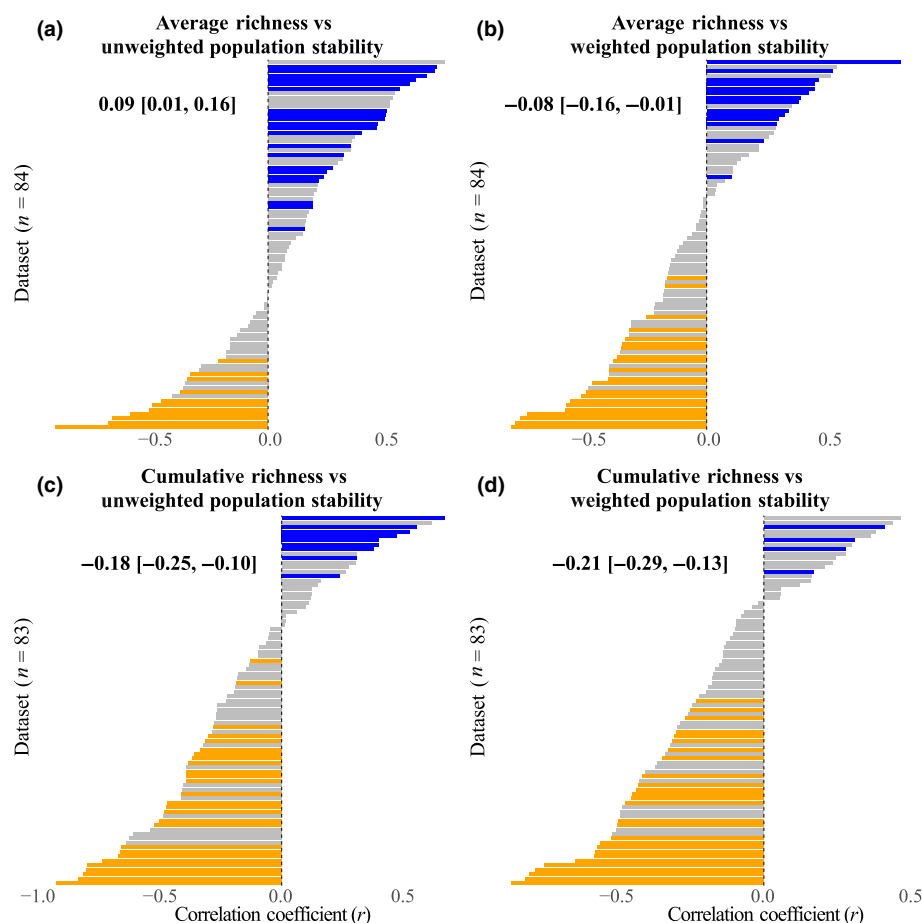 (a)
Average richness vs
unweighted population stability
0.09 [0.01, 0.16]
Dataset (n = 84)
−0.5
0.0
0.5
(b)
Average richness vs
weighted population stability
−0.08 [−0.16, −0.01]
Dataset (n = 84)
−0.5
0.0
0.5
(c)
Cumulative richness vs
unweighted population stability
−0.18 [−0.25, −0.10]
Dataset (n = 83)
−1.0
−0.5
0.0
0.5
Correlation coefficient (r)
(d)
Cumulative richness vs
weighted population stability
−0.21 [−0.29, −0.13]
Dataset (n = 83)
−0.5
0.0
0.5
Correlation coefficient (r)